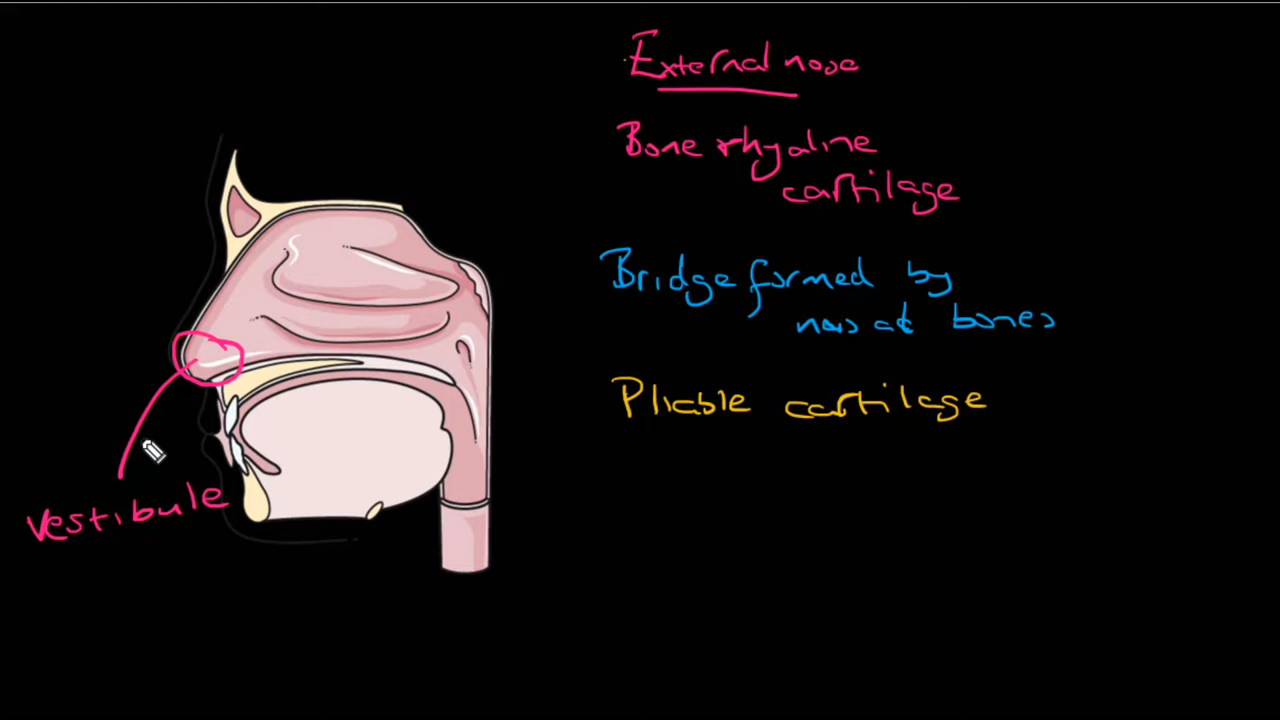 External nose
Bone + hyaline
cartilage
Bridge formed by
nasal bones
Pliable cartilage
vestibule